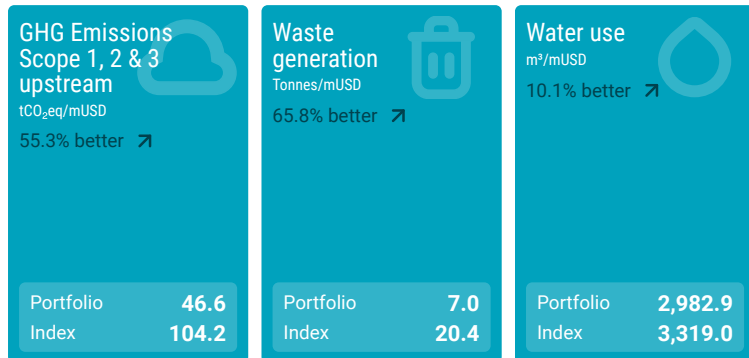 GHG Emissions
Scope 1, 2 & 3
upstream
tCO₂eq/mUSD
55.3% better
Portfolio 46.6
Index 104.2
Waste
generation
Tonnes/mUSD
65.8% better
Portfolio 7.0
Index 20.4
Water use
m³/mUSD
10.1% better
Portfolio 2,982.9
Index 3,319.0